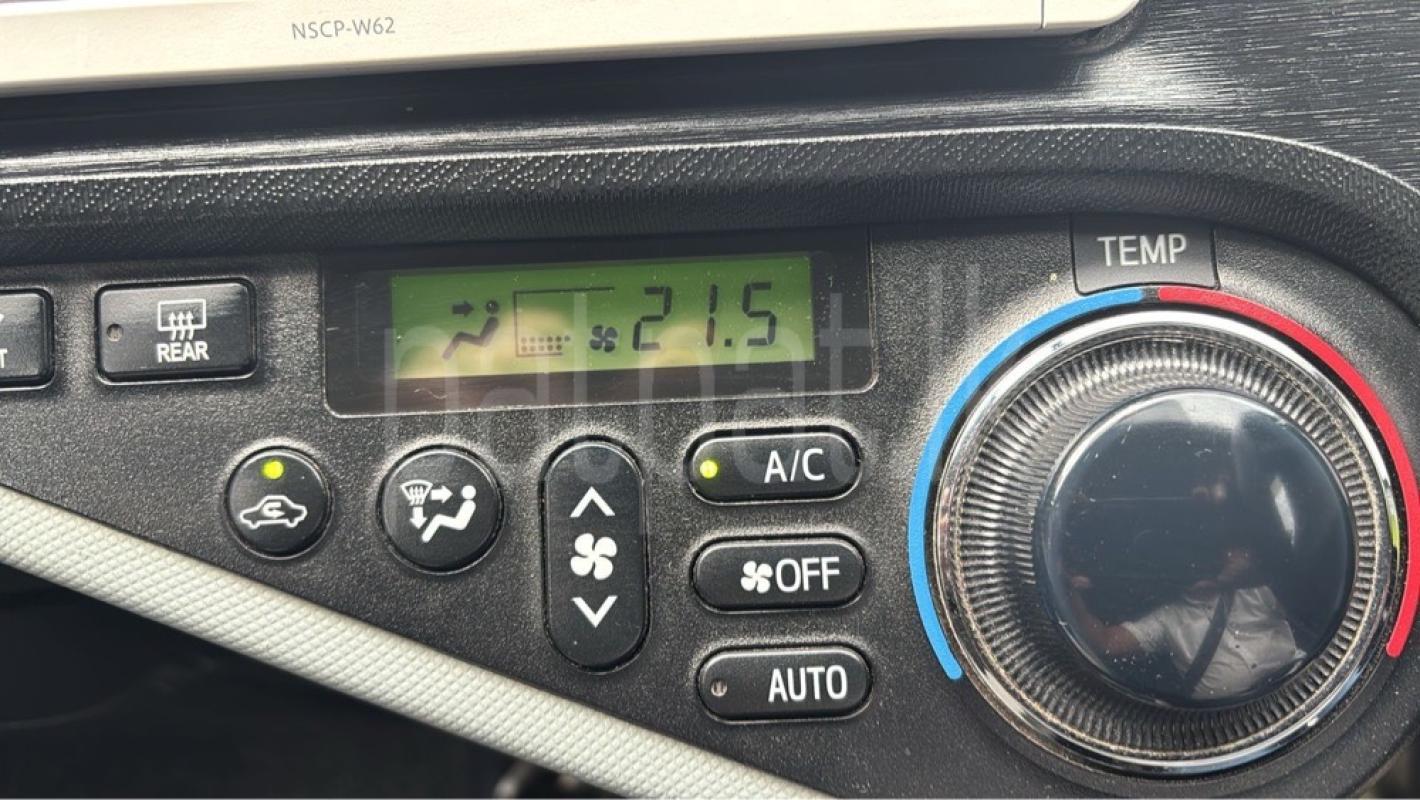 NSCP-W62
TEMP
REAR
21.5
A/C
OFF
AUTO